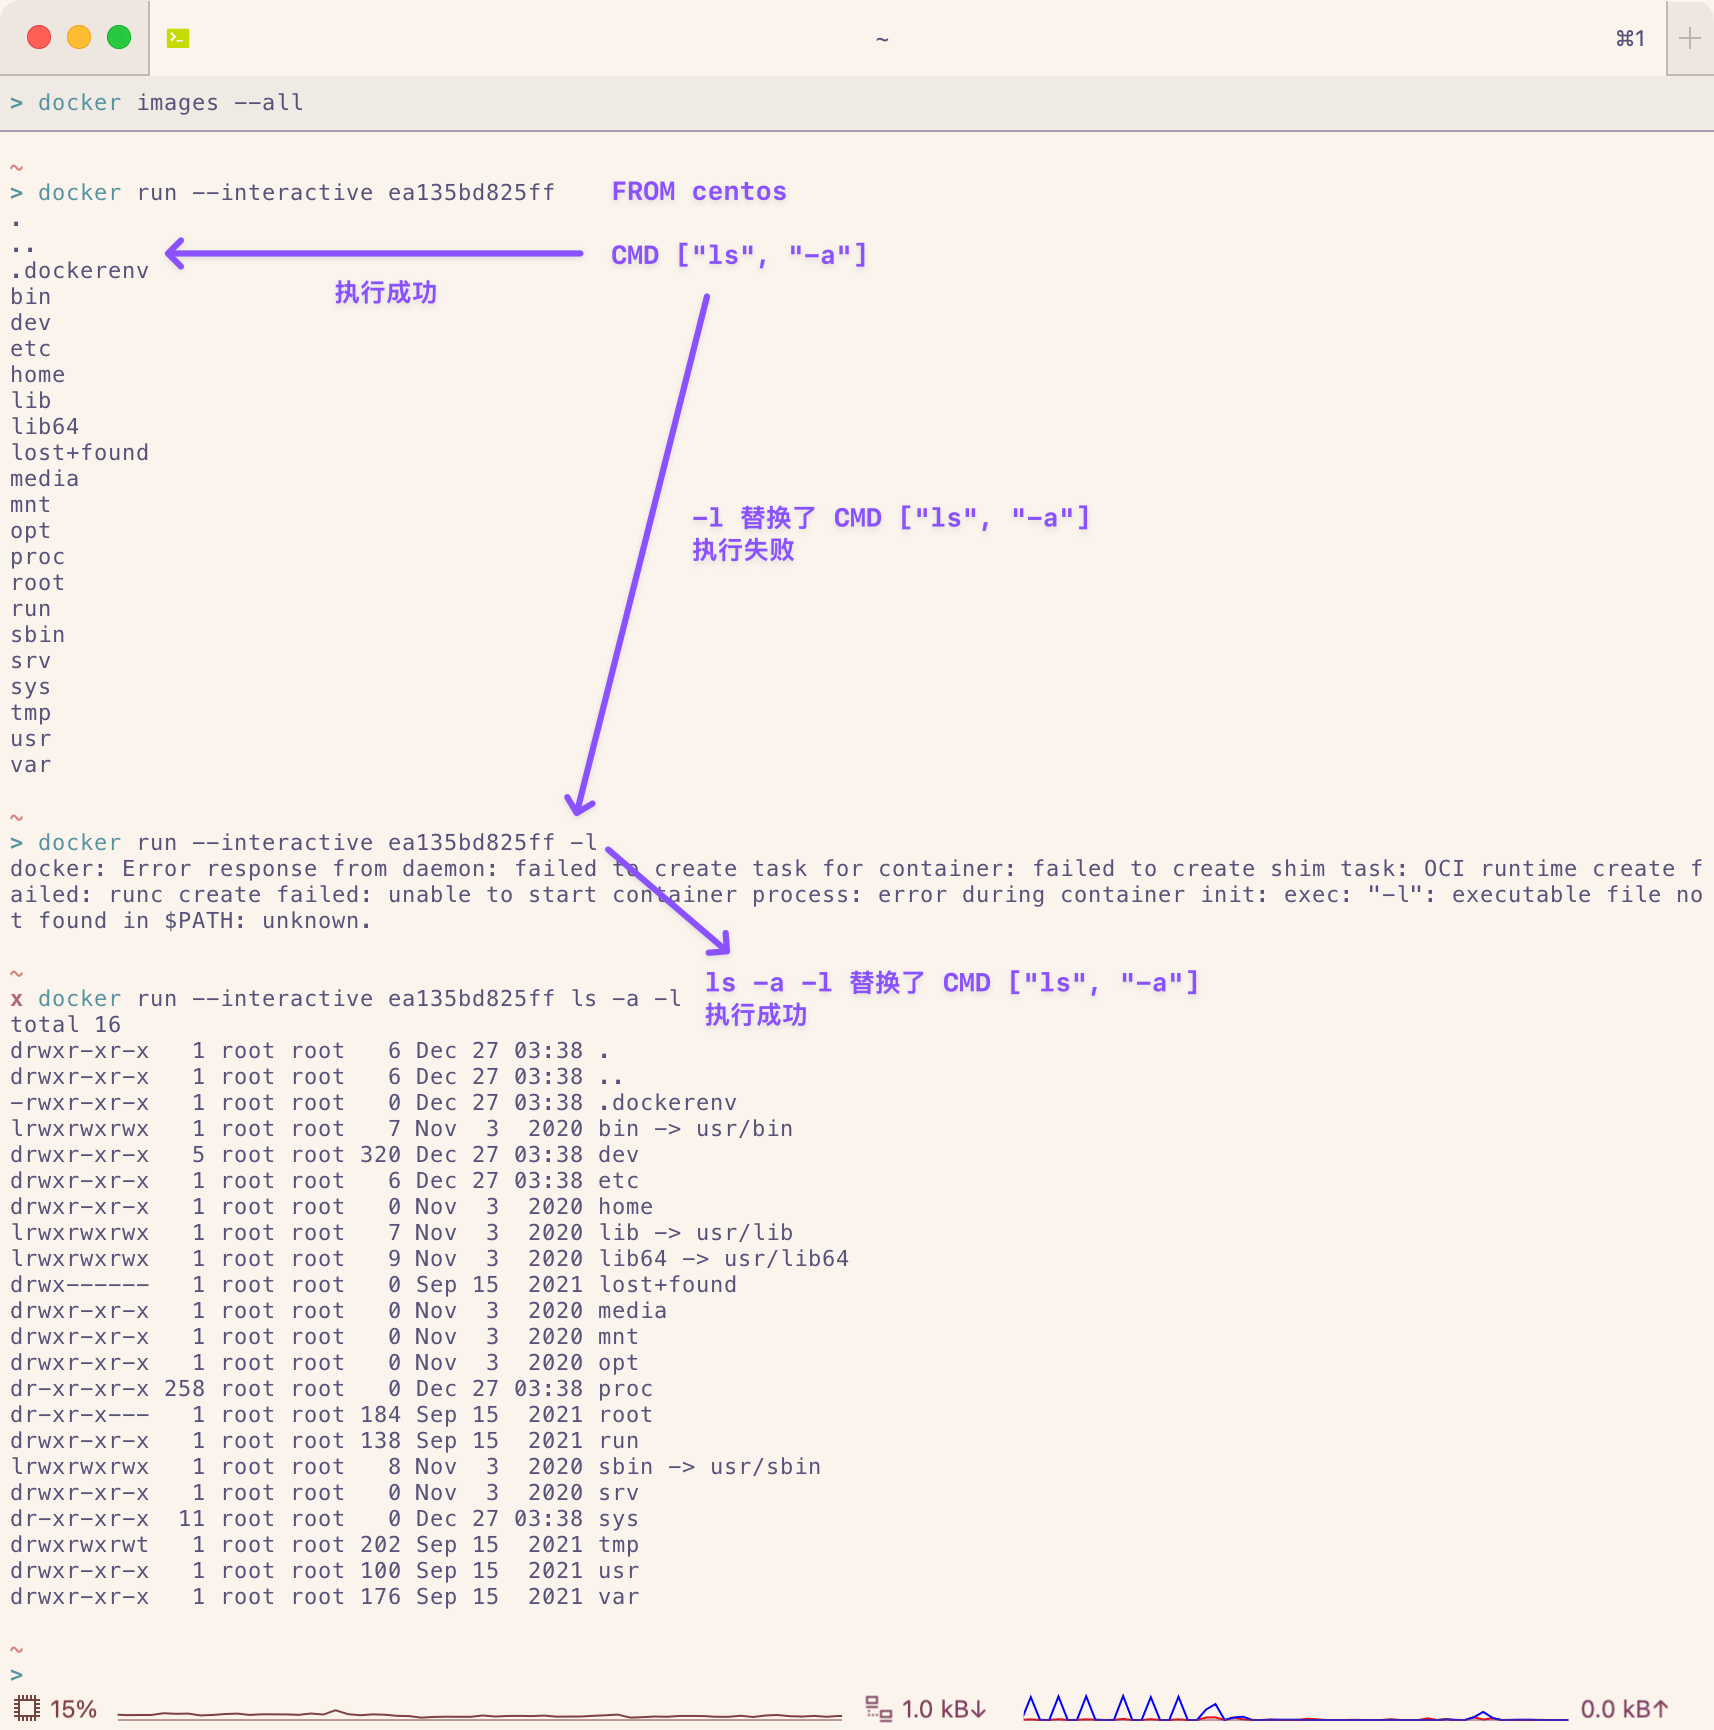 ~ ⌘1
> docker images --all
~
> docker run --interactive ea135bd825ff FROM centos
.
.. CMD ["ls", "-a"]
.dockerenv
执行成功
bin
dev
etc
home
lib
lib64
lost+found
media
mnt
-l 替换了 CMD ["ls", "-a"]
opt
执行失败
proc
root
run
sbin
srv
sys
tmp
usr
var
~
> docker run --interactive ea135bd825ff -l
docker: Error response from daemon: failed to create task for container: failed to create shim task: OCI runtime create f
ailed: runc create failed: unable to start container process: error during container init: exec: "-l": executable file no
t found in $PATH: unknown.
~
ls -a -l 替换了 CMD ["ls", "-a"]
x docker run --interactive ea135bd825ff ls -a -l
执行成功
total 16
drwxr-xr-x   1 root root   6 Dec 27 03:38 .
drwxr-xr-x   1 root root   6 Dec 27 03:38 ..
-rwxr-xr-x   1 root root   0 Dec 27 03:38 .dockerenv
lrwxrwxrwx   1 root root   7 Nov  3  2020 bin -> usr/bin
drwxr-xr-x   5 root root 320 Dec 27 03:38 dev
drwxr-xr-x   1 root root   6 Dec 27 03:38 etc
drwxr-xr-x   1 root root   0 Nov  3  2020 home
lrwxrwxrwx   1 root root   7 Nov  3  2020 lib -> usr/lib
lrwxrwxrwx   1 root root   9 Nov  3  2020 lib64 -> usr/lib64
drwx------   1 root root   0 Sep 15  2021 lost+found
drwxr-xr-x   1 root root   0 Nov  3  2020 media
drwxr-xr-x   1 root root   0 Nov  3  2020 mnt
drwxr-xr-x   1 root root   0 Nov  3  2020 opt
dr-xr-xr-x 258 root root   0 Dec 27 03:38 proc
dr-xr-x---   1 root root 184 Sep 15  2021 root
drwxr-xr-x   1 root root 138 Sep 15  2021 run
lrwxrwxrwx   1 root root   8 Nov  3  2020 sbin -> usr/sbin
drwxr-xr-x   1 root root   0 Nov  3  2020 srv
dr-xr-xr-x  11 root root   0 Dec 27 03:38 sys
drwxrwxrwt   1 root root 202 Sep 15  2021 tmp
drwxr-xr-x   1 root root 100 Sep 15  2021 usr
drwxr-xr-x   1 root root 176 Sep 15  2021 var
~
>
15% 1.0 kB↓ 0.0 kB↑